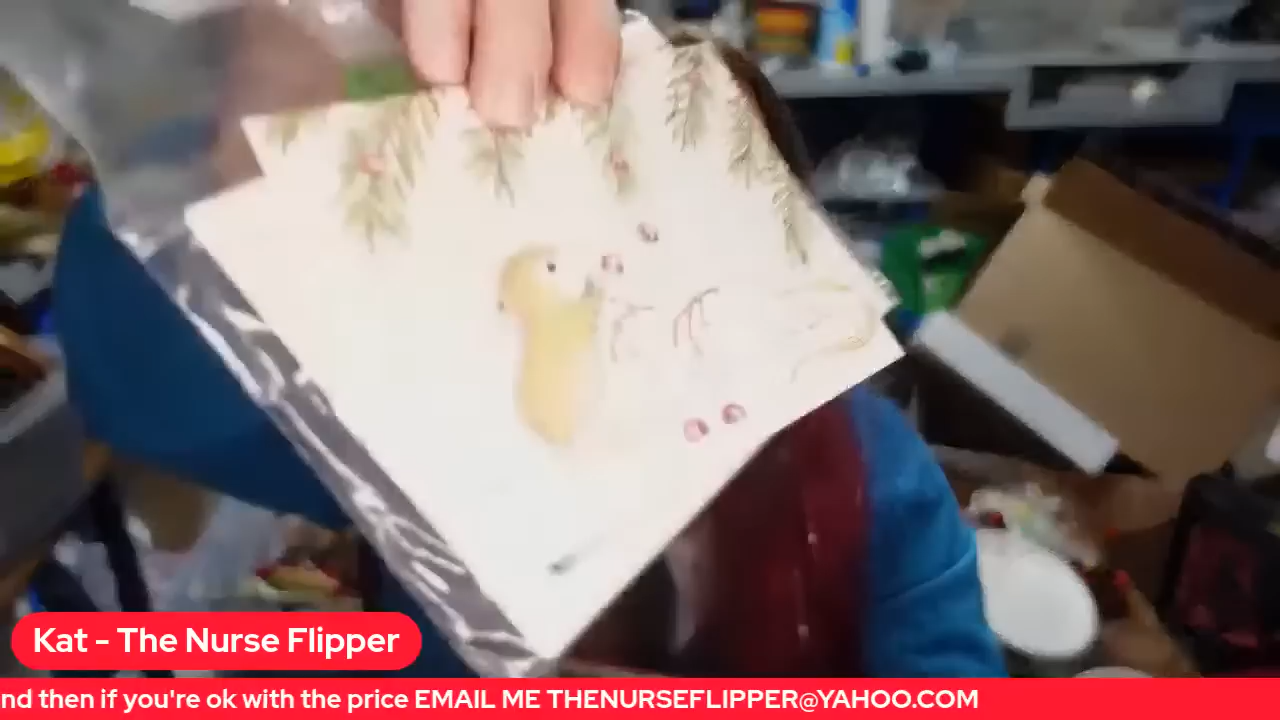 Kat - The Nurse Flipper
nd then if you're ok with the price EMAIL ME THENURSEFLIPPER@YAHOO.COM